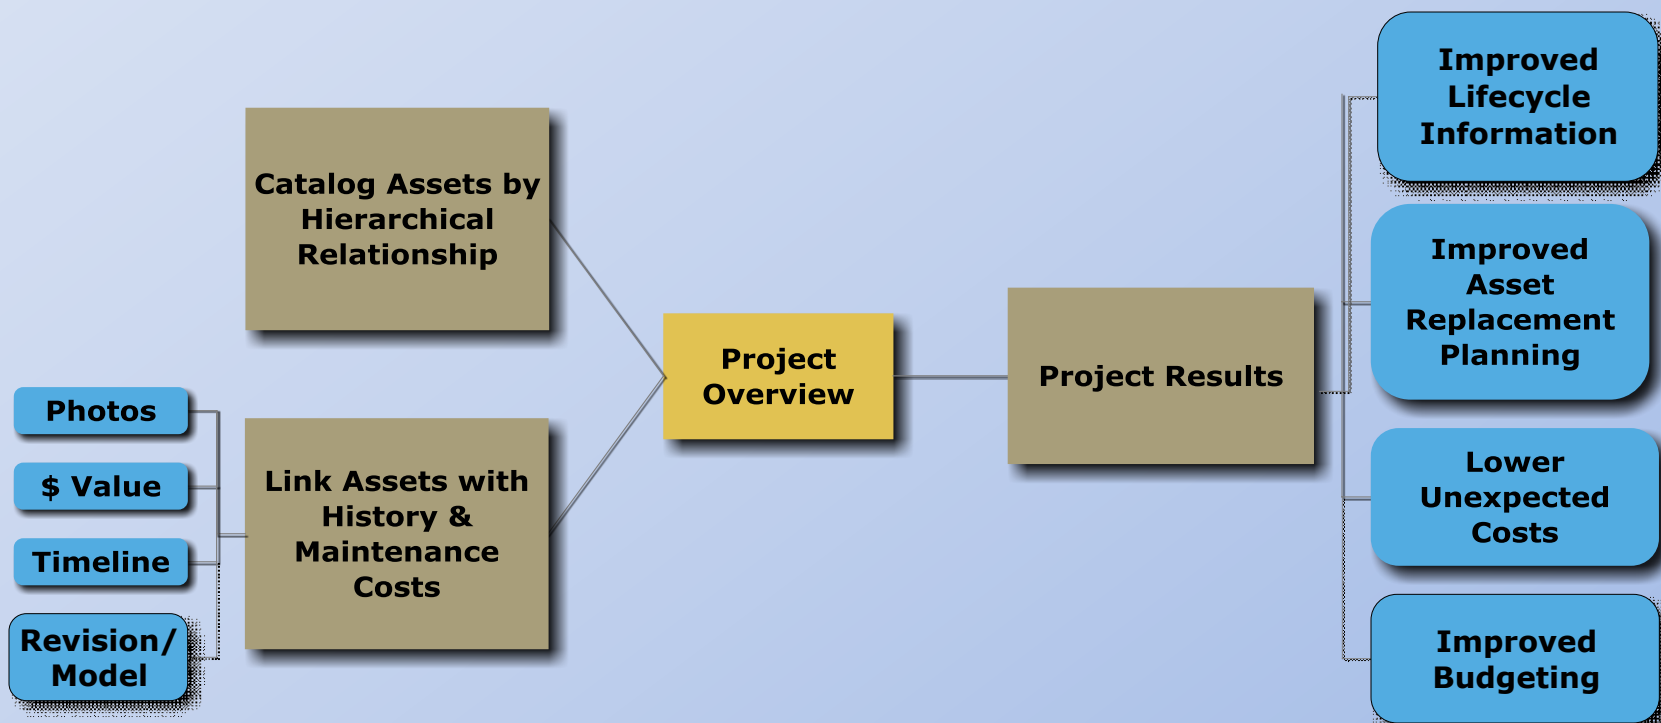 Catalog Assets by
Hierarchical
Relationship
Photos
$ Value
Timeline
Revision/
Model
Link Assets with
History &
Maintenance
Costs
Project
Overview
Project Results
Improved
Lifecycle
Information
Improved
Asset
Replacement
Planning
Lower
Unexpected
Costs
Improved
Budgeting